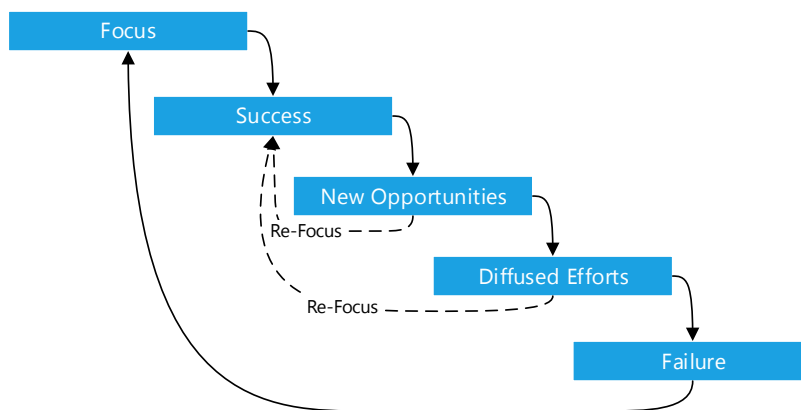 Focus
Success
New Opportunities
Re-Focus
Diffused Efforts
Re-Focus
Failure